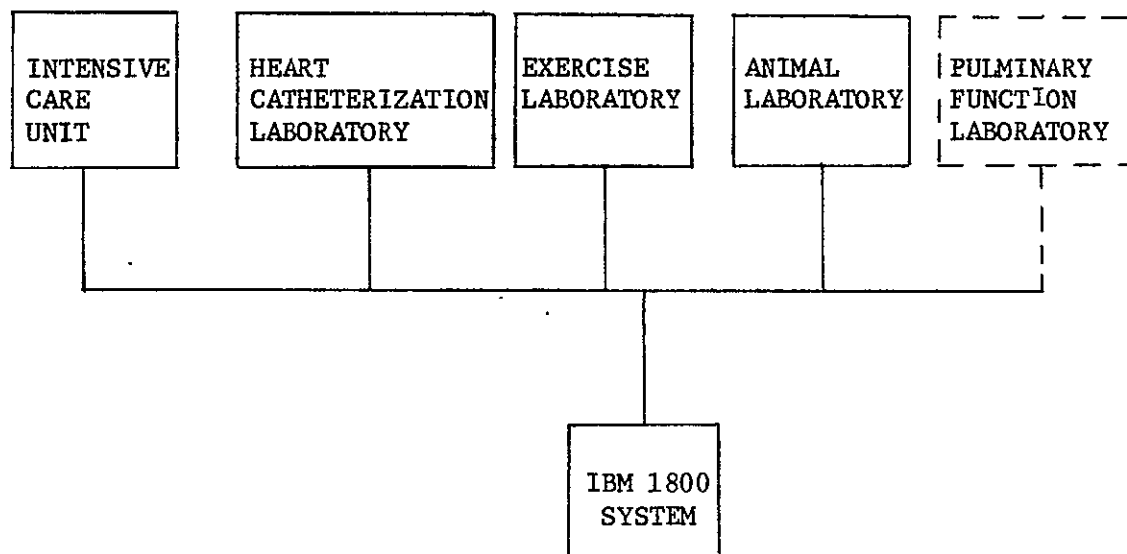 INTENSIVE
CARE
UNIT
HEART
CATHETERIZATION
LABORATORY
EXERCISE
LABORATORY
ANIMAL
LABORATORY
PULMINARY
FUNCTION
LABORATORY
IBM 1800
SYSTEM